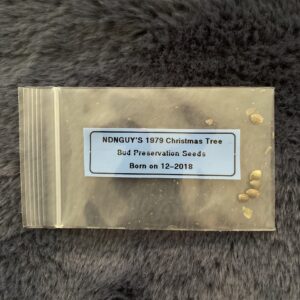 NDNGUY'S 1979 Christmas Tree
Bud Preservation Seeds
Born on 12-2018